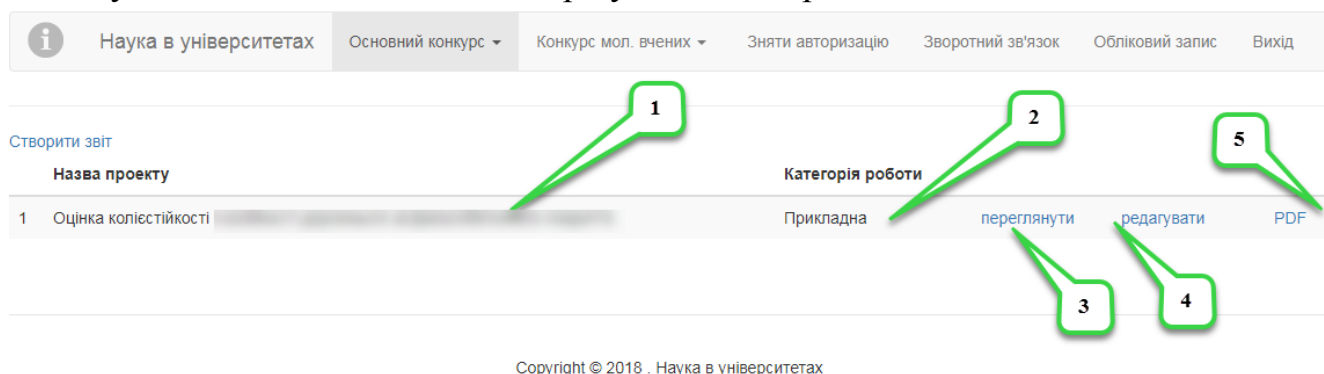 Наука в університетах Основний конкурс Конкурс мол. вчених Зняти авторизацію Зворотний зв'язок Обліковий запис Вихід
1
2
5
Створити звіт
Назва проекту Категорія роботи
1 Оцінка колієстійкості Прикладна переглянути редагувати PDF
3
4
Copyright © 2018 . Наука в університетах